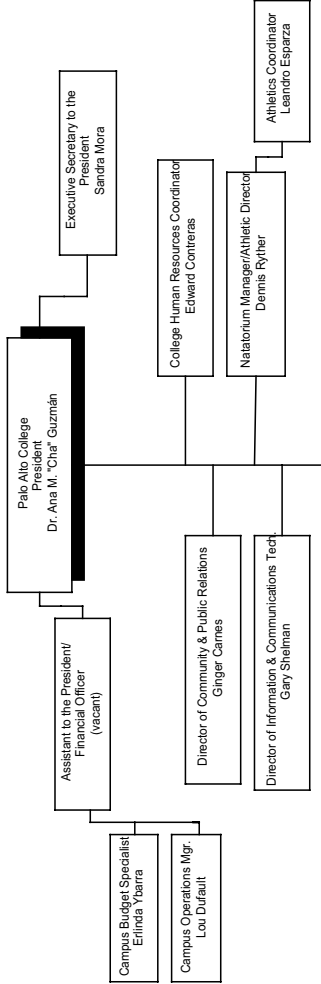 Palo Alto College
President
Dr. Ana M. "Cha" Guzmán
Assistant to the President/
Financial Officer
(vacant)
Executive Secretary to the
President
Sandra Mora
Campus Budget Specialist
Erlinda Ybarra
Campus Operations Mgr.
Lou Dufault
Director of Community & Public Relations
Ginger Carnes
College Human Resources Coordinator
Edward Contreras
Director of Information & Communications Tech.
Gary Shelman
Natatorium Manager/Athletic Director
Dennis Ryther
Athletics Coordinator
Leandro Esparza